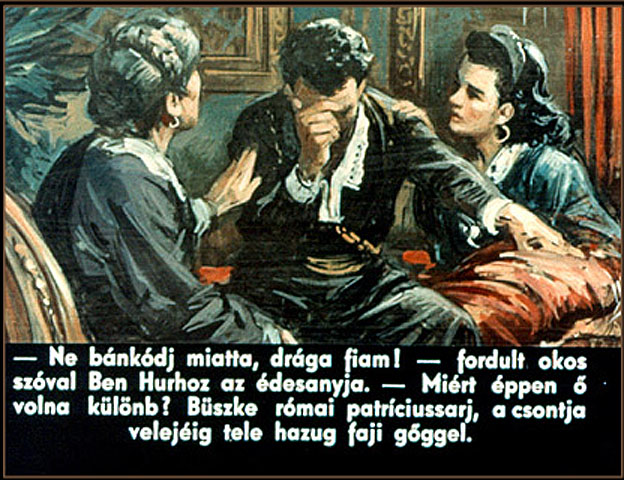 — Ne bánkódj miatta, drága fiam! — fordult okos
szóval Ben Hurhoz az édesanyja. — Miért éppen ő
volna különb? Büszke római patríciussarj, a csontja
velejéig tele hazug faji gőggel.